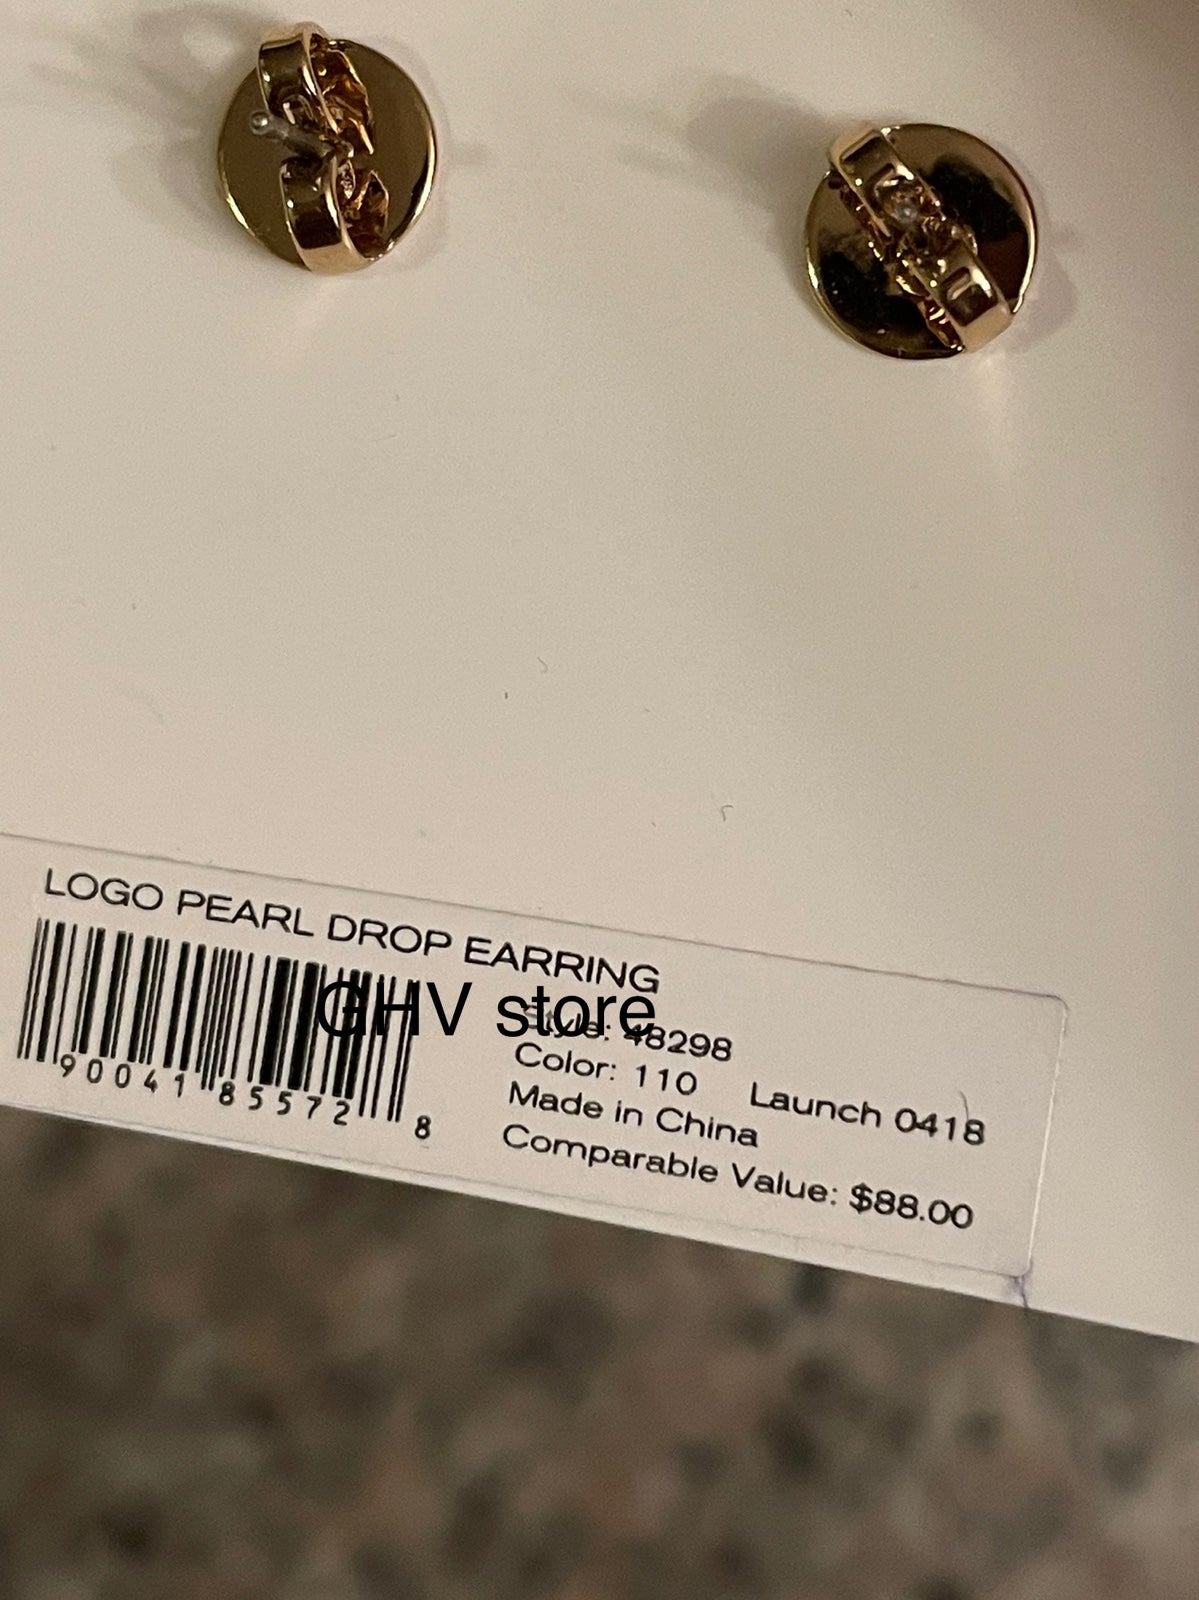 LOGO PEARL DROP EARRING
GHV store
Style: 48298
Color: 110 Launch 0418
Made in China
Comparable Value: $88.00
90041 85572 8